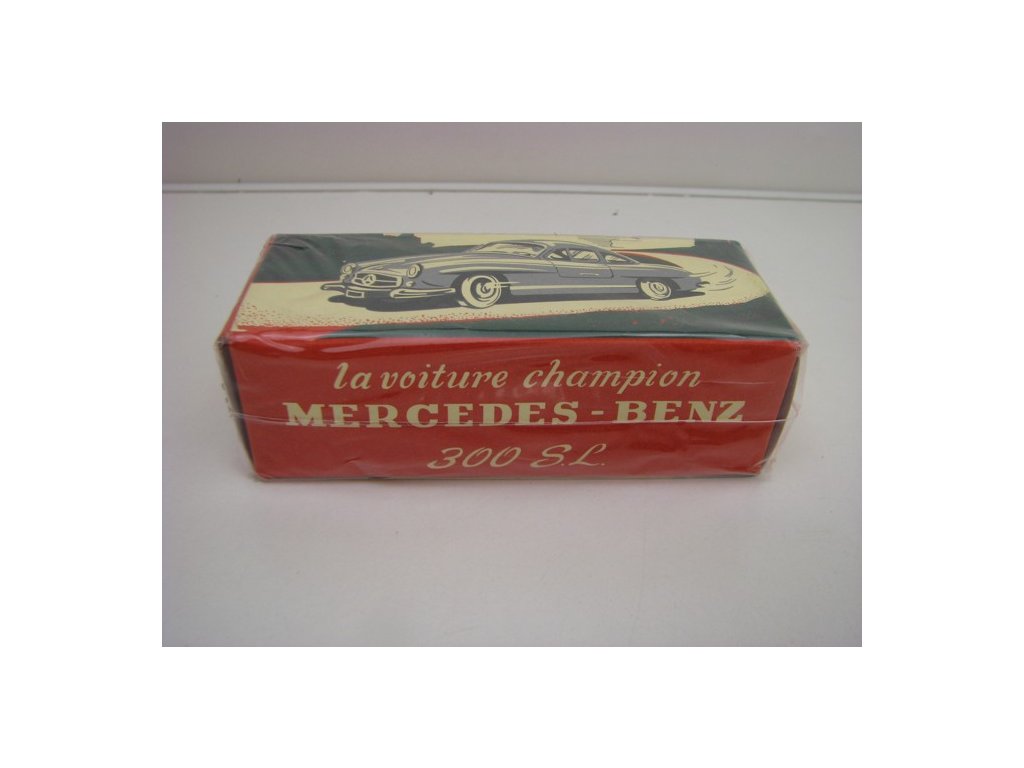 la voiture champion
MERCEDES - BENZ
300 S.L.